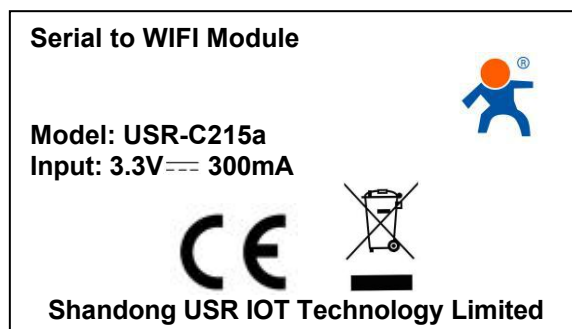 Serial to WIFI Module
®
Model: USR-C215a
Input: 3.3V⎓ 300mA
CE
Shandong USR IOT Technology Limited